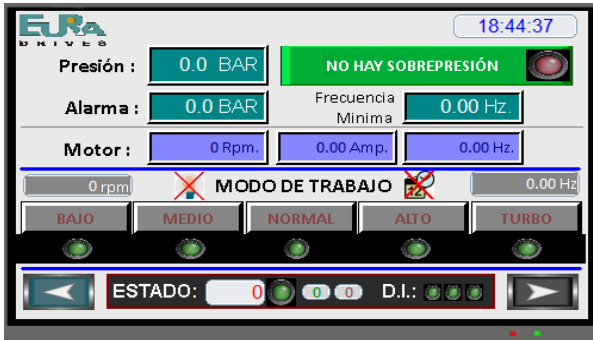 EURA
DRIVES
18:44:37
Presión :
0.0 BAR
NO HAY SOBREPRESIÓN
Alarma :
0.0 BAR
Frecuencia
Minima
0.00 Hz.
Motor :
0 Rpm.
0.00 Amp.
0.00 Hz.
0 rpm
MODO DE TRABAJO
12
0.00 Hz
BAJO
MEDIO
NORMAL
ALTO
TURBO
ESTADO:
0
0
0
D.I.: